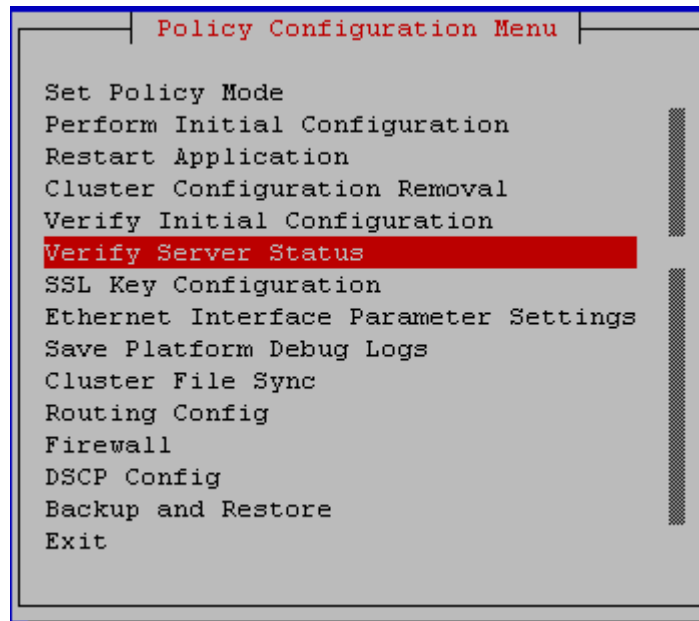 Policy Configuration Menu
Set Policy Mode
Perform Initial Configuration
Restart Application
Cluster Configuration Removal
Verify Initial Configuration
Verify Server Status
SSL Key Configuration
Ethernet Interface Parameter Settings
Save Platform Debug Logs
Cluster File Sync
Routing Config
Firewall
DSCP Config
Backup and Restore
Exit